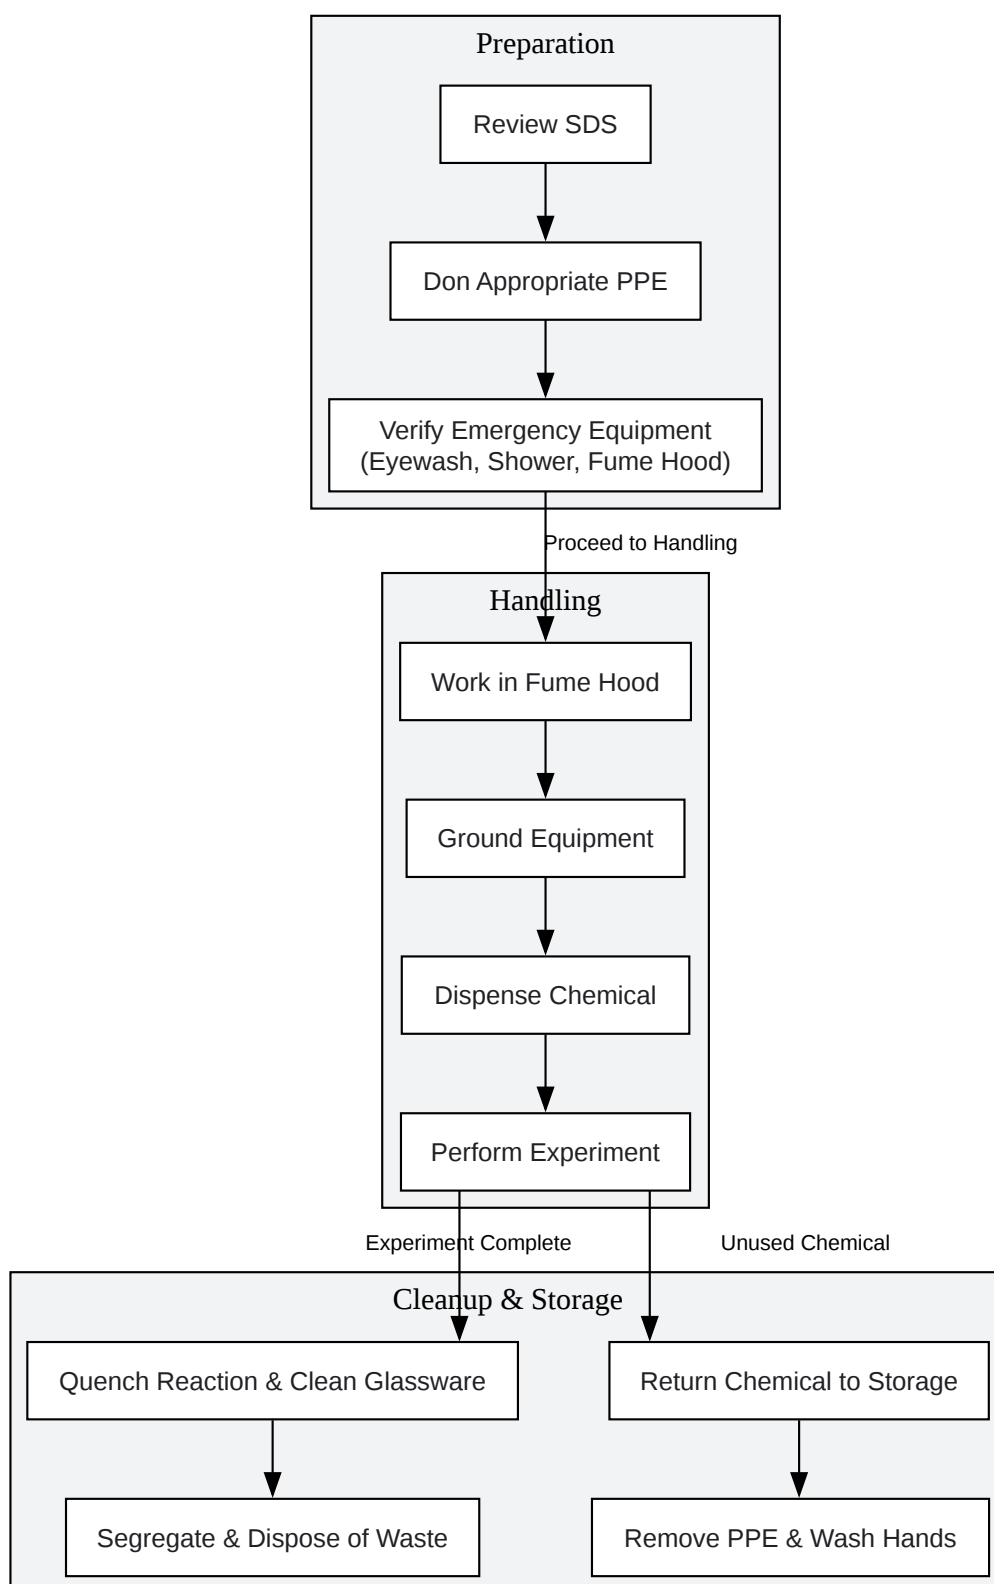 Preparation
Review SDS
Don Appropriate PPE
Verify Emergency Equipment
(Eyewash, Shower, Fume Hood)
Proceed to Handling
Handling
Work in Fume Hood
Ground Equipment
Dispense Chemical
Perform Experiment
Experiment Complete
Unused Chemical
Cleanup & Storage
Quench Reaction & Clean Glassware
Return Chemical to Storage
Segregate & Dispose of Waste
Remove PPE & Wash Hands